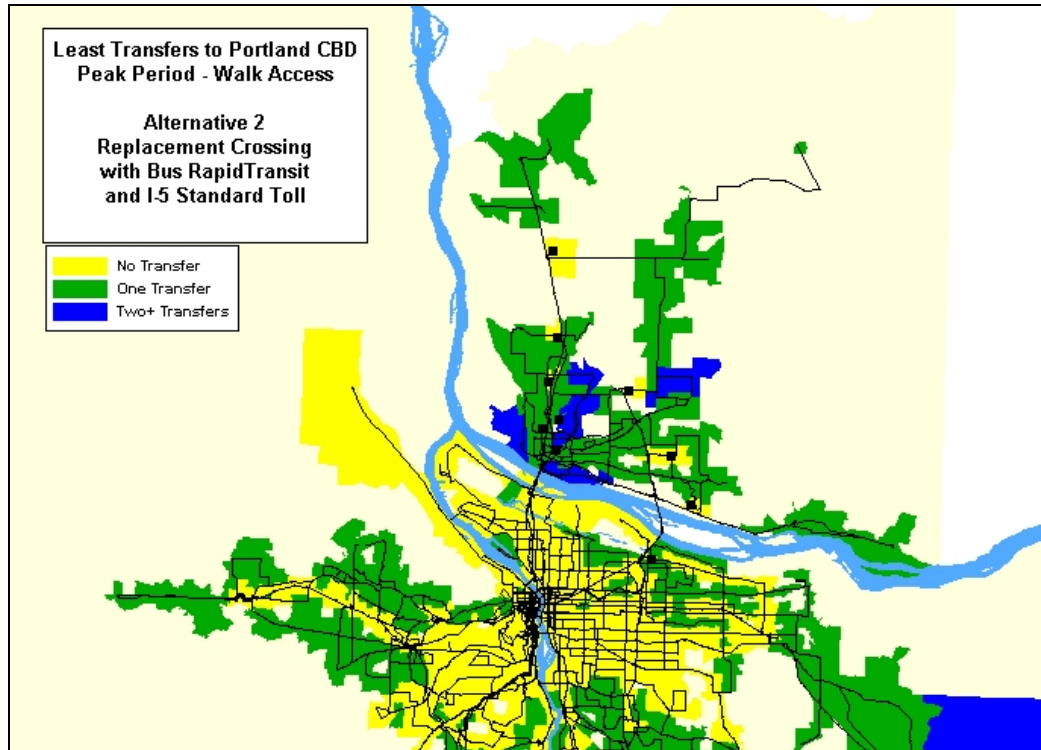 Least Transfers to Portland CBD
Peak Period - Walk Access
Alternative 2
Replacement Crossing
with Bus RapidTransit
and I-5 Standard Toll
No Transfer
One Transfer
Two+ Transfers